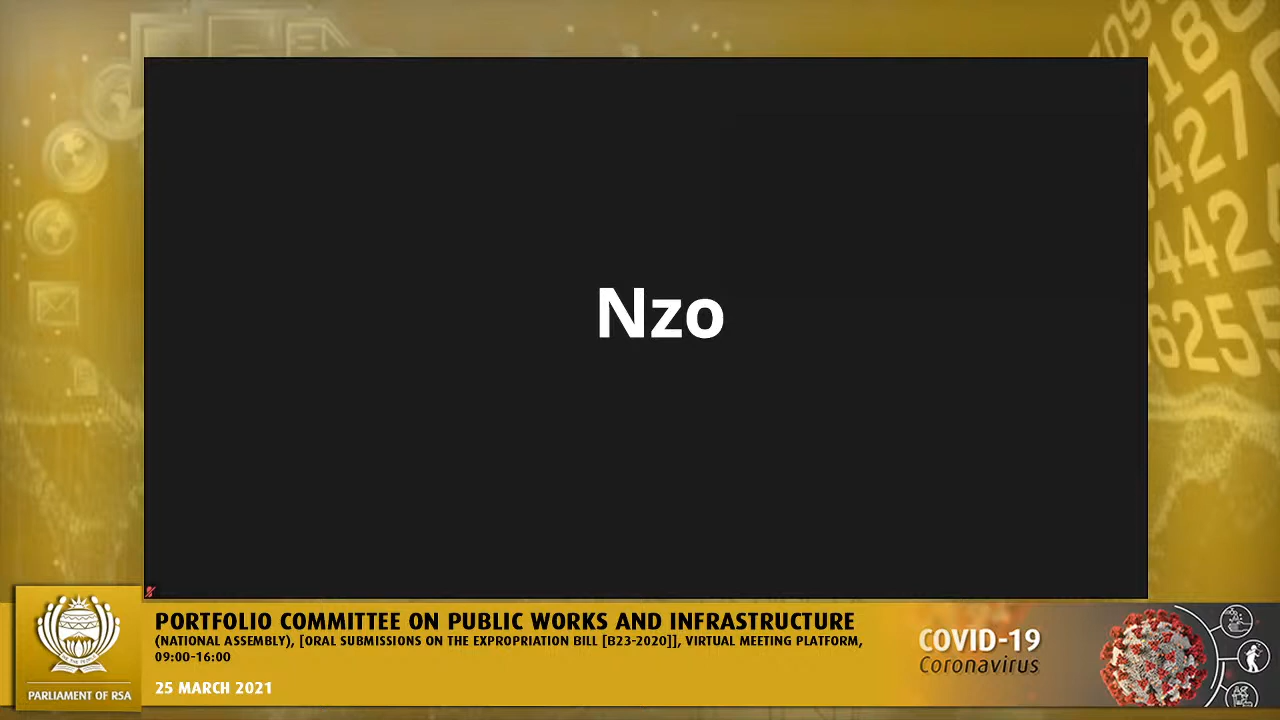 Nzo
PORTFOLIO COMMITTEE ON PUBLIC WORKS AND INFRASTRUCTURE
(NATIONAL ASSEMBLY), [ORAL SUBMISSIONS ON THE EXPROPRIATION BILL [B23-2020]], VIRTUAL MEETING PLATFORM,
09:00-16:00
25 MARCH 2021
PARLIAMENT OF RSA
COVID-19
Coronavirus